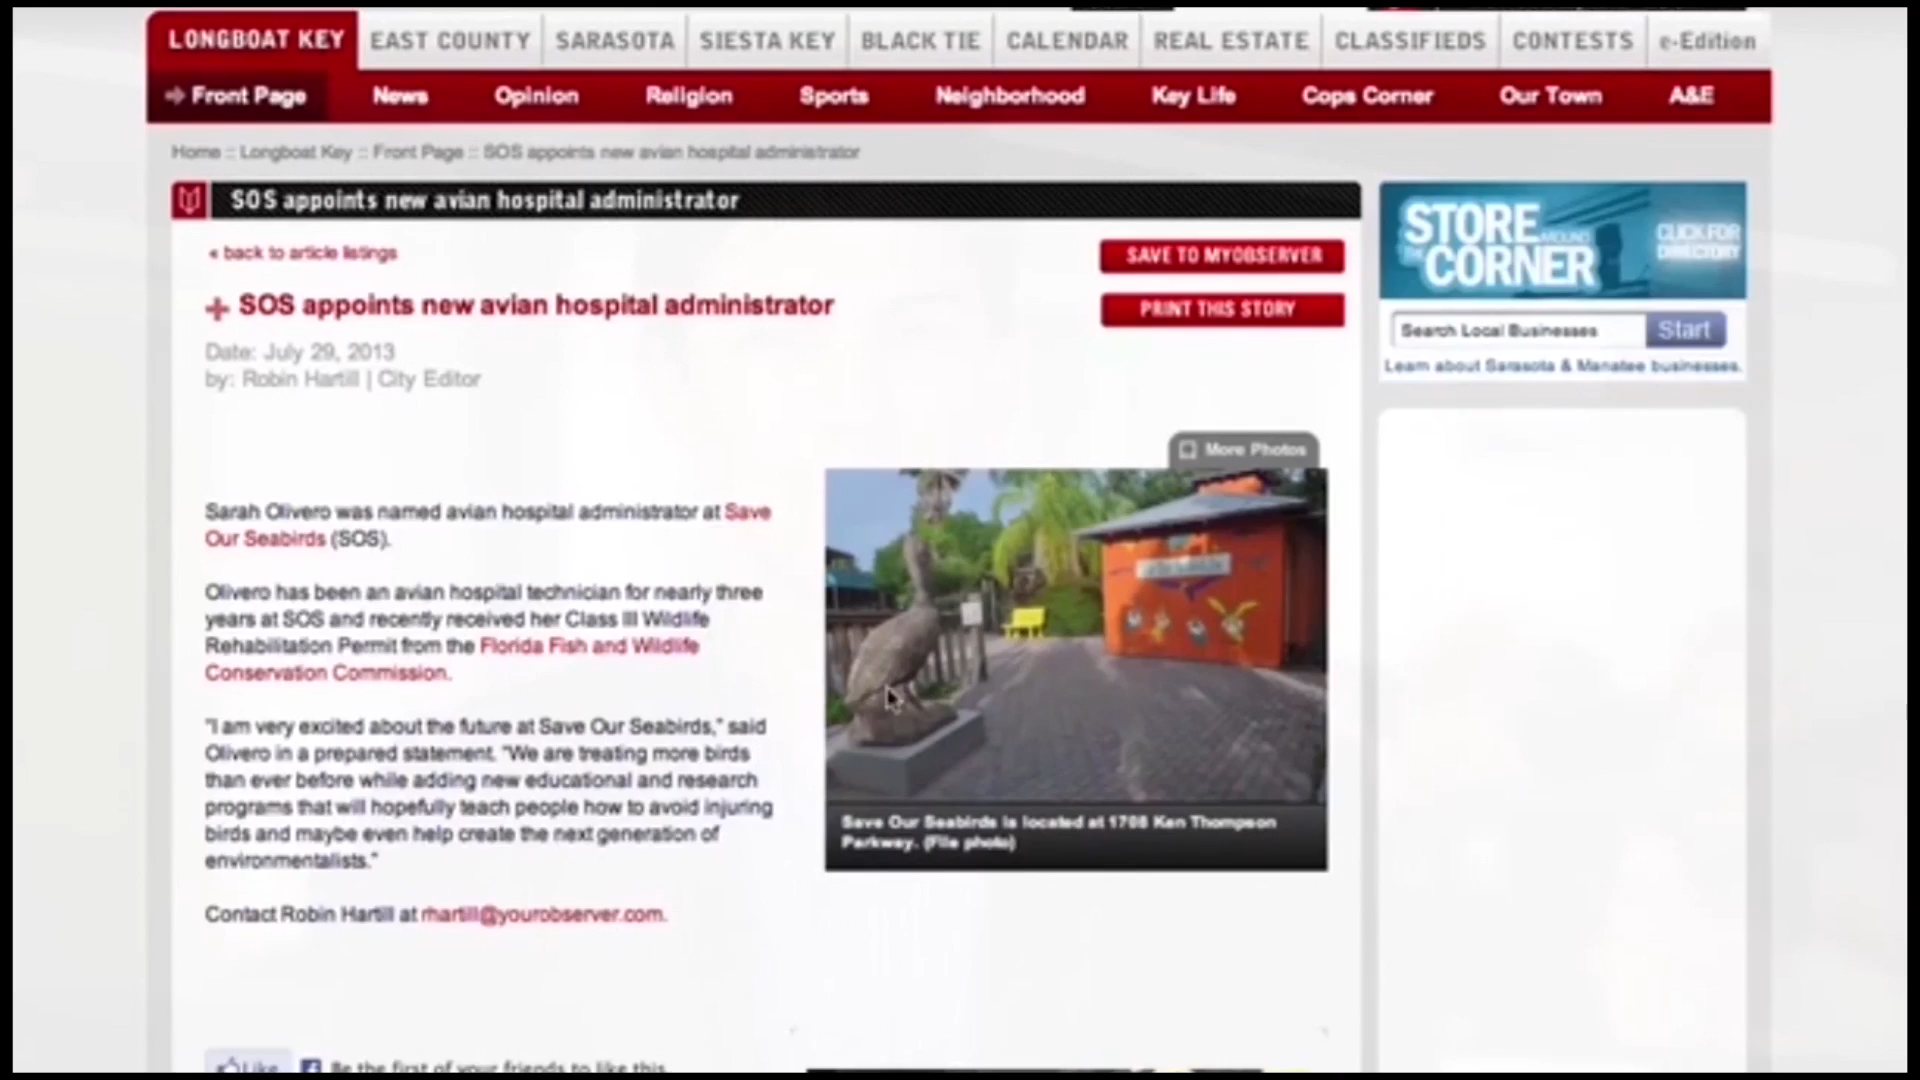 LONGBOAT KEY EAST COUNTY SARASOTA SIESTA KEY BLACK TIE CALENDAR REAL ESTATE CLASSIFIEDS CONTESTS e-Edition
Front Page News Opinion Religion Sports Neighborhood Key Life Cops Corner Our Town A&E
Home :: Longboat Key :: Front Page :: SOS appoints new avian hospital administrator
SOS appoints new avian hospital administrator
« back to article listings
SAVE TO MYOBSERVER
SOS appoints new avian hospital administrator
PRINT THIS STORY
Date: July 29, 2013
by: Robin Hartill | City Editor
More Photos
Sarah Olivero was named avian hospital administrator at Save
Our Seabirds (SOS).
Olivero has been an avian hospital technician for nearly three
years at SOS and recently received her Class III Wildlife
Rehabilitation Permit from the Florida Fish and Wildlife
Conservation Commission.
"I am very excited about the future at Save Our Seabirds," said
Olivero in a prepared statement. "We are treating more birds
than ever before while adding new educational and research
programs that will hopefully teach people how to avoid injuring
birds and maybe even help create the next generation of
environmentalists."
Contact Robin Hartill at rhartill@yourobserver.com.
Save Our Seabirds is located at 1708 Ken Thompson
Parkway. (File photo)
STORE AROUND
THE CORNER
CLICK FOR
DIRECTORY
Search Local Businesses Start
Learn about Sarasota & Manatee businesses.
Like Be the first of your friends to like this.